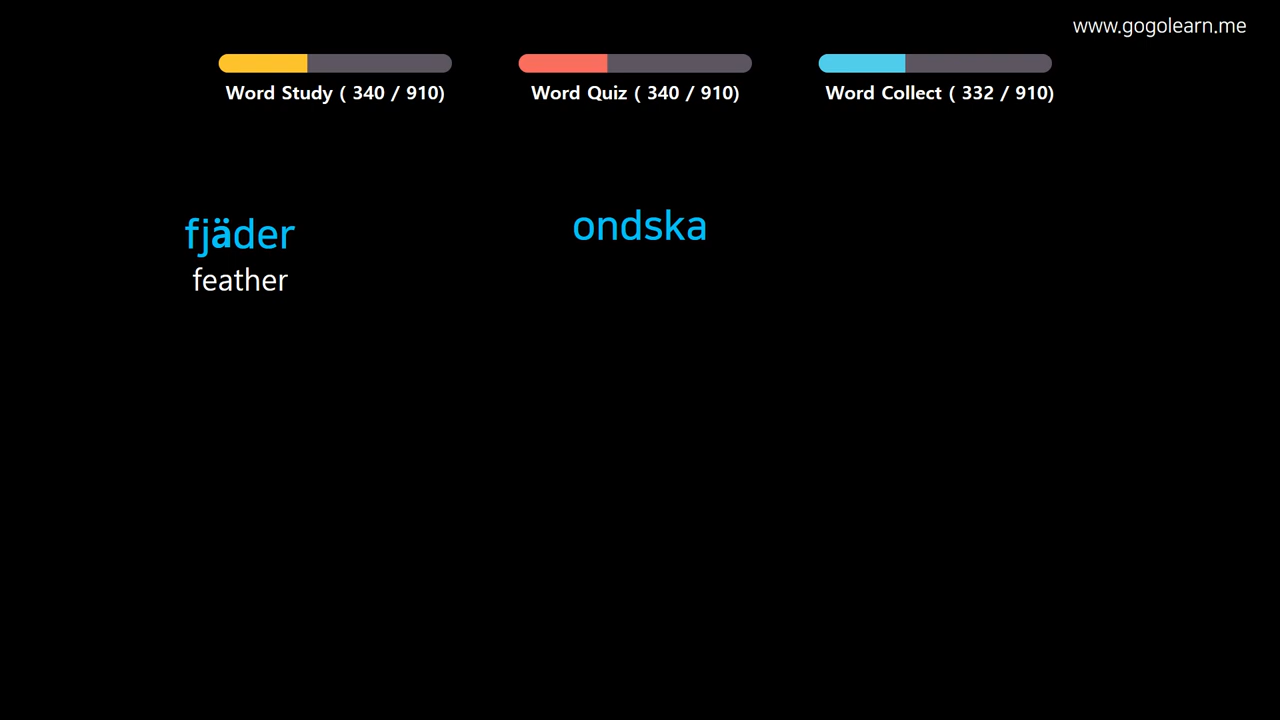 www.gogolearn.me
Word Study ( 340 / 910)
Word Quiz ( 340 / 910)
Word Collect ( 332 / 910)
fjäder
feather
ondska